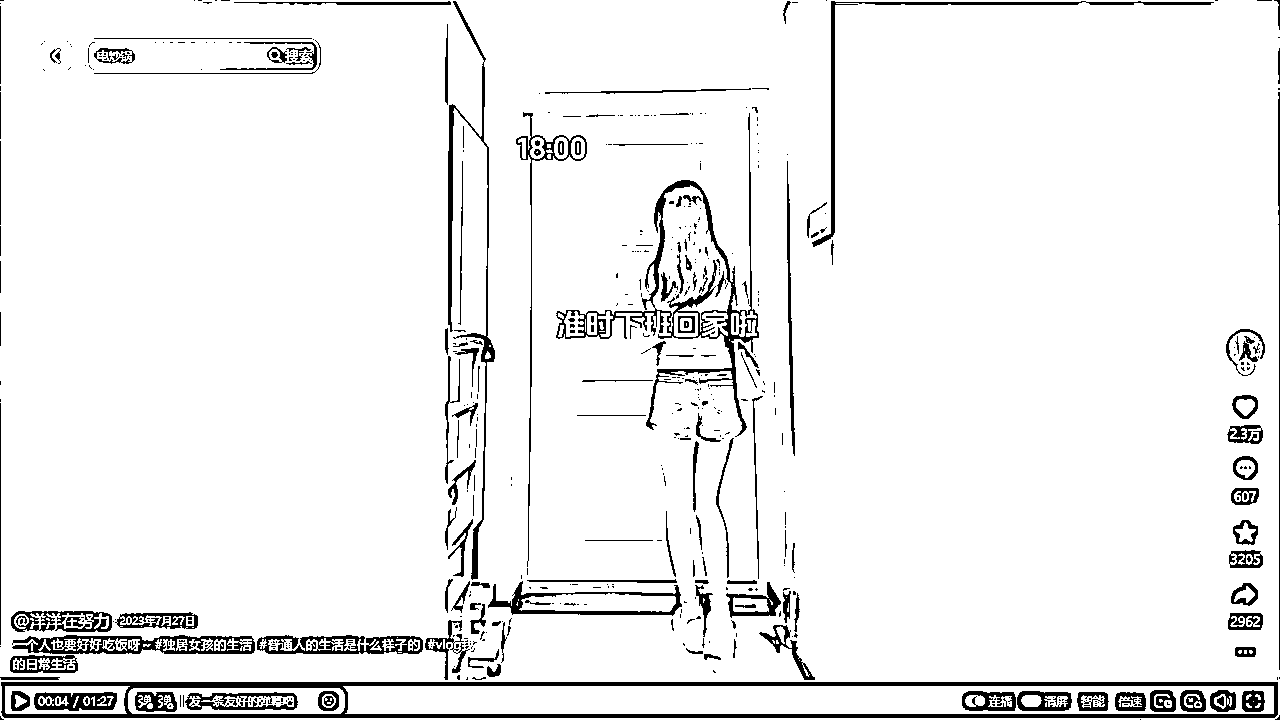 电炒锅 搜索
18:00
准时下班回家啦
2.3万
607
3205
2962
@洋洋在努力 2023年7月27日
一个人也要好好吃饭呀~ #独居女孩的生活 #普通人的生活是什么样子的 #vlog我
的日常生活
00:04 / 01:27 发一条友好的弹幕吧 连播 清屏 智能 倍速